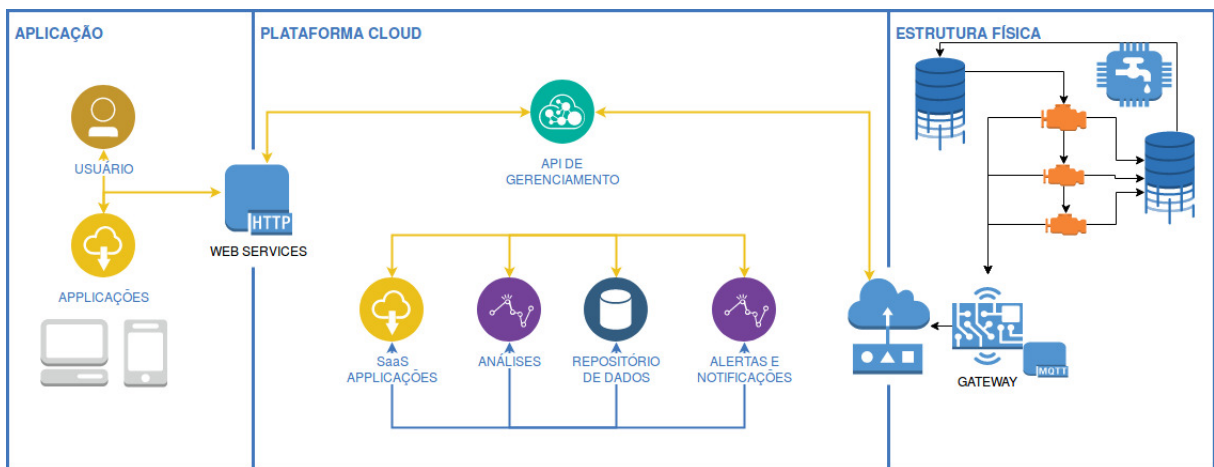 APLICAÇÃO
USUÁRIO
APPLICAÇÕES
PLATAFORMA CLOUD
HTTP
WEB SERVICES
API DE
GERENCIAMENTO
SaaS
APPLICAÇÕES
ANÁLISES
REPOSITÓRIO
DE DADOS
ALERTAS E
NOTIFICAÇÕES
ESTRUTURA FÍSICA
GATEWAY
MQTT